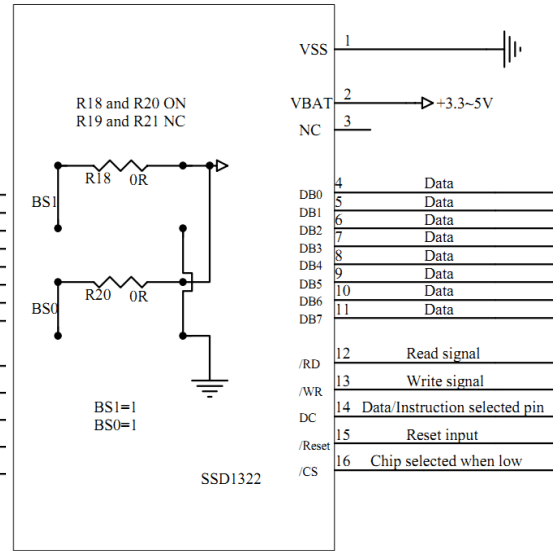 R18 and R20 ON
R19 and R21 NC
R18 0R
BS1
R20 0R
BS0
BS1=1
BS0=1
SSD1322
VSS 1
VBAT 2 +3.3~5V
NC 3
DB0 4 Data
DB1 5 Data
DB2 6 Data
DB3 7 Data
DB4 8 Data
DB5 9 Data
DB6 10 Data
DB7 11 Data
/RD 12 Read signal
/WR 13 Write signal
DC 14 Data/Instruction selected pin
/Reset 15 Reset input
/CS 16 Chip selected when low